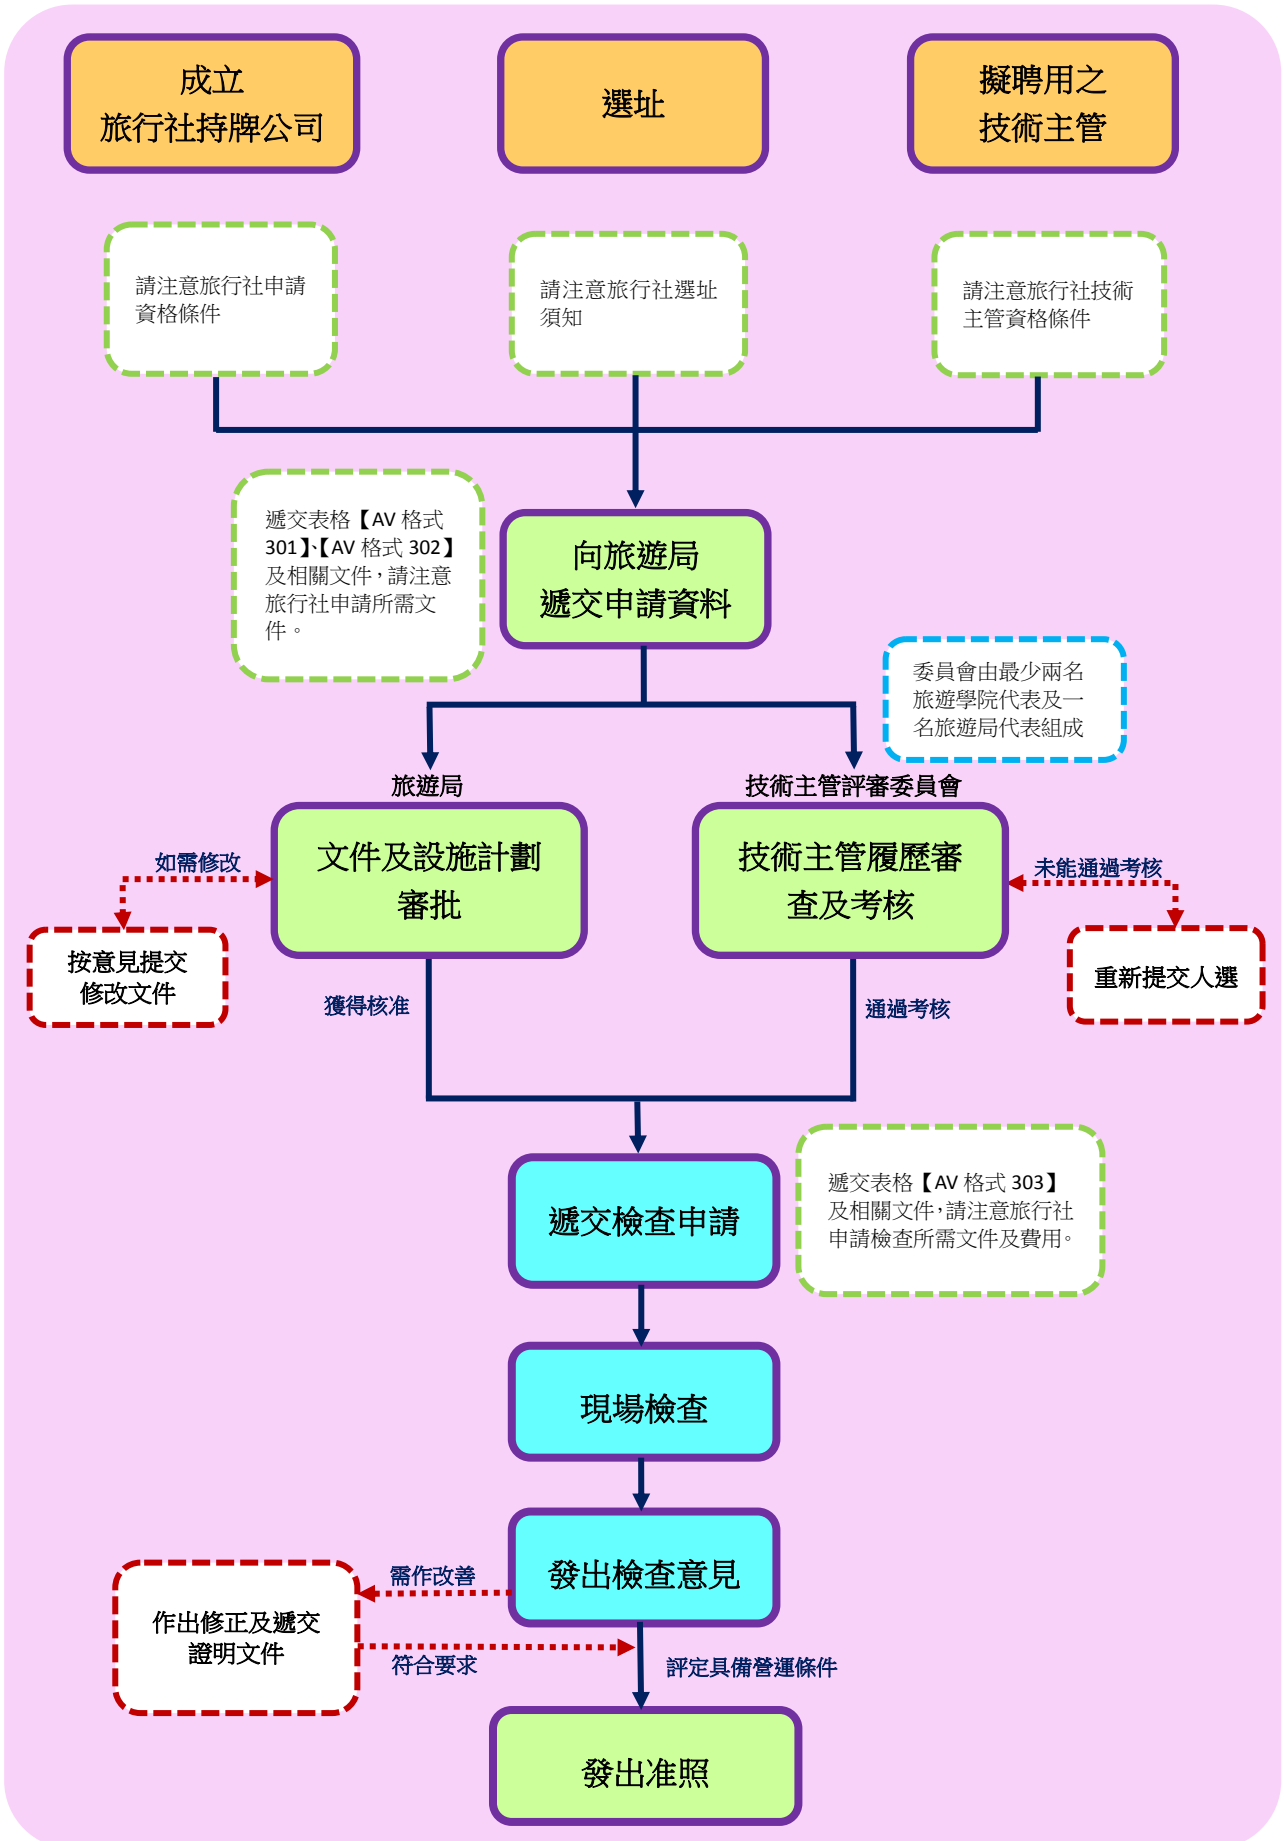 成立
旅行社持牌公司
選址
擬聘用之
技術主管
請注意旅行社申請
資格條件
請注意旅行社選址
須知
請注意旅行社技術
主管資格條件
遞交表格【AV 格式
301】、【AV 格式 302】
及相關文件，請注意
旅行社申請所需文
件。
向旅遊局
遞交申請資料
委員會由最少兩名
旅遊學院代表及一
名旅遊局代表組成
旅遊局
技術主管評審委員會
文件及設施計劃
審批
技術主管履歷審
查及考核
如需修改
未能通過考核
按意見提交
修改文件
重新提交人選
獲得核准
通過考核
遞交檢查申請
遞交表格【AV 格式 303】
及相關文件，請注意旅行社
申請檢查所需文件及費用。
現場檢查
發出檢查意見
需作改善
作出修正及遞交
證明文件
符合要求
評定具備營運條件
發出准照